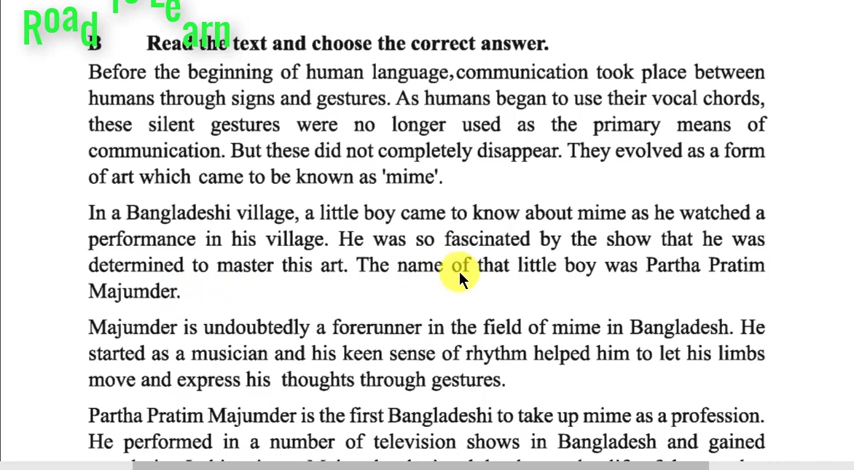 Road To Learn
B Read the text and choose the correct answer.
Before the beginning of human language,communication took place between
humans through signs and gestures. As humans began to use their vocal chords,
these silent gestures were no longer used as the primary means of
communication. But these did not completely disappear. They evolved as a form
of art which came to be known as 'mime'.
In a Bangladeshi village, a little boy came to know about mime as he watched a
performance in his village. He was so fascinated by the show that he was
determined to master this art. The name of that little boy was Partha Pratim
Majumder.
Majumder is undoubtedly a forerunner in the field of mime in Bangladesh. He
started as a musician and his keen sense of rhythm helped him to let his limbs
move and express his thoughts through gestures.
Partha Pratim Majumder is the first Bangladeshi to take up mime as a profession.
He performed in a number of television shows in Bangladesh and gained